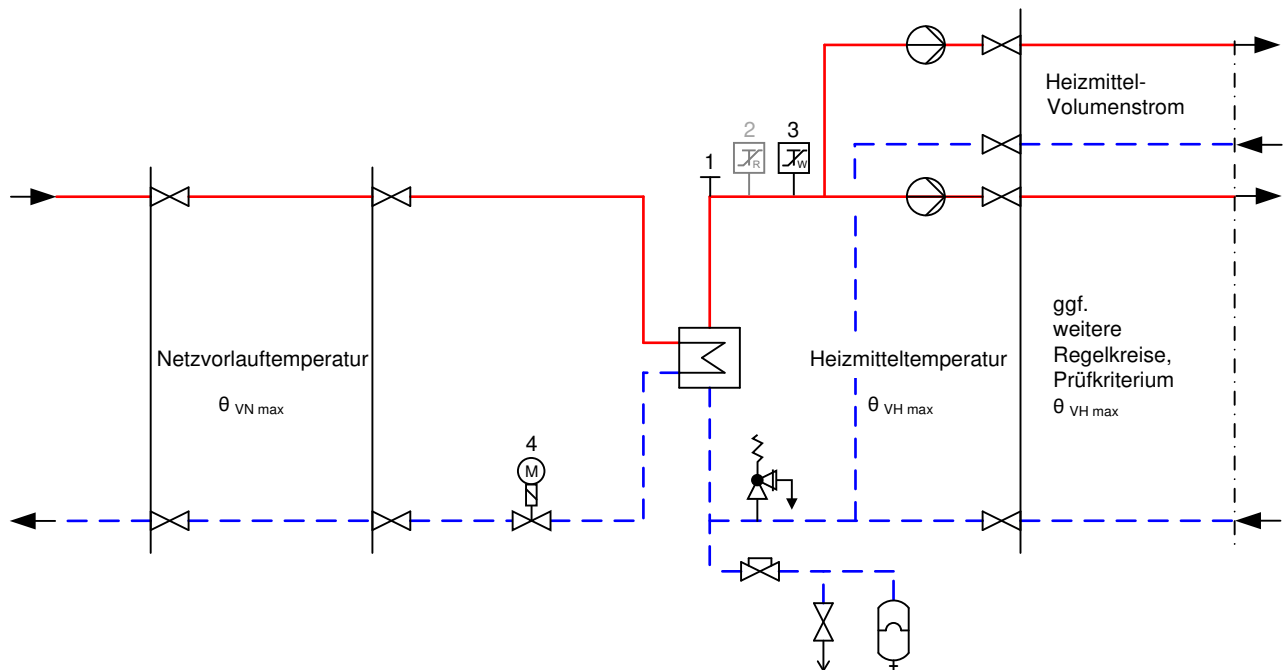 Heizmittel-
Volumenstrom
2
3
R
W
1
Netzvorlauftemperatur
θ VN max
Heizmitteltemperatur
θ VH max
ggf.
weitere
Regelkreise,
Prüfkriterium
θ VH max
4
M